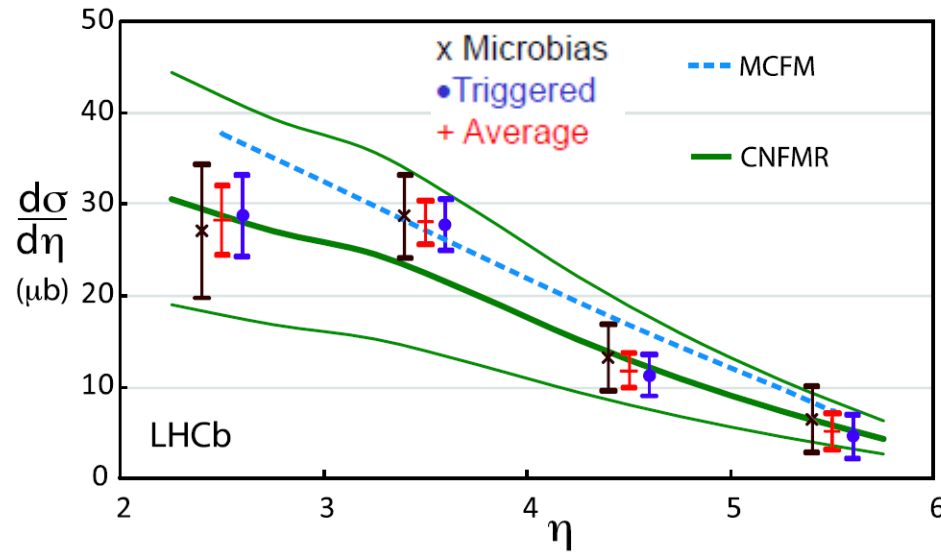 50
40
30
20
10
0
dσ
dη
(μb)
x Microbias
•Triggered
+ Average
MCFM
CNFMR
LHCb
2 3 4 5 6
η